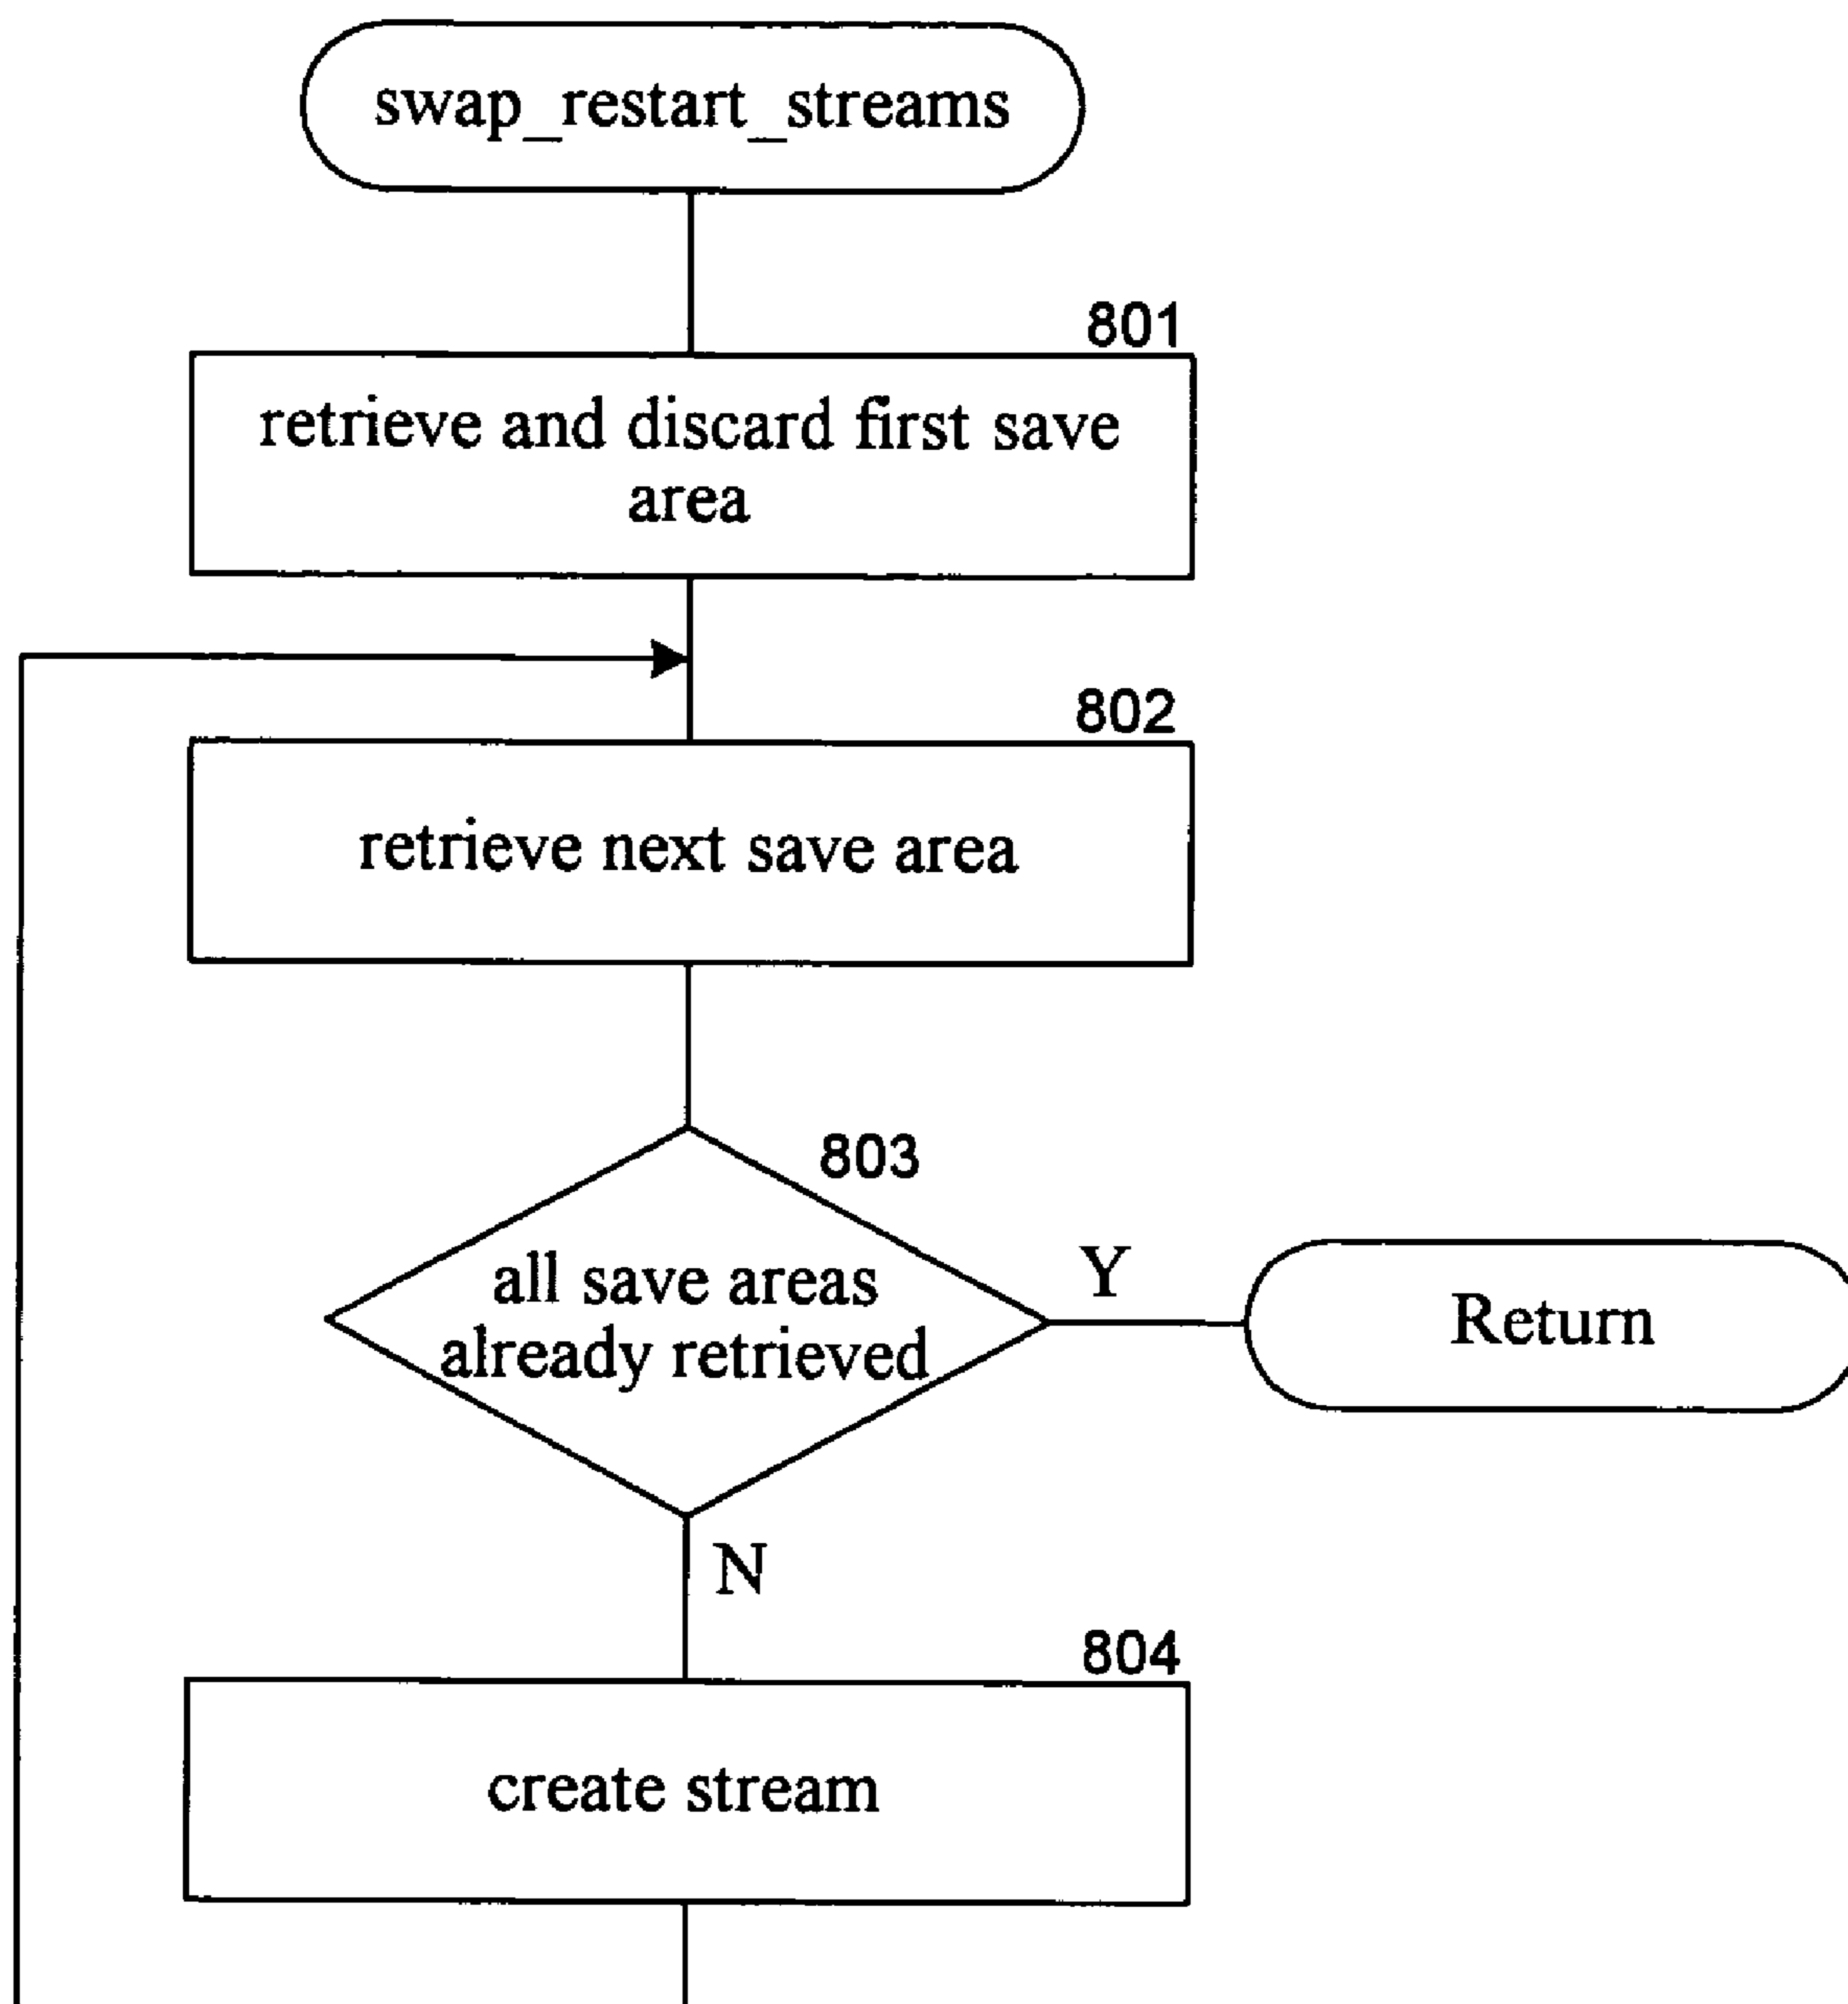 swap_restart_streams
801
retrieve and discard first save
area
802
retrieve next save area
803
all save areas
already retrieved
Y
Return
N
804
create stream